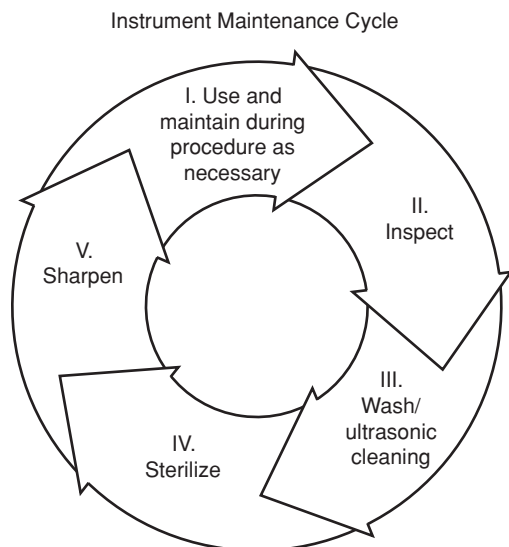 Instrument Maintenance Cycle
I. Use and
maintain during
procedure as
necessary
II.
Inspect
III.
Wash/
ultrasonic
cleaning
IV.
Sterilize
V.
Sharpen